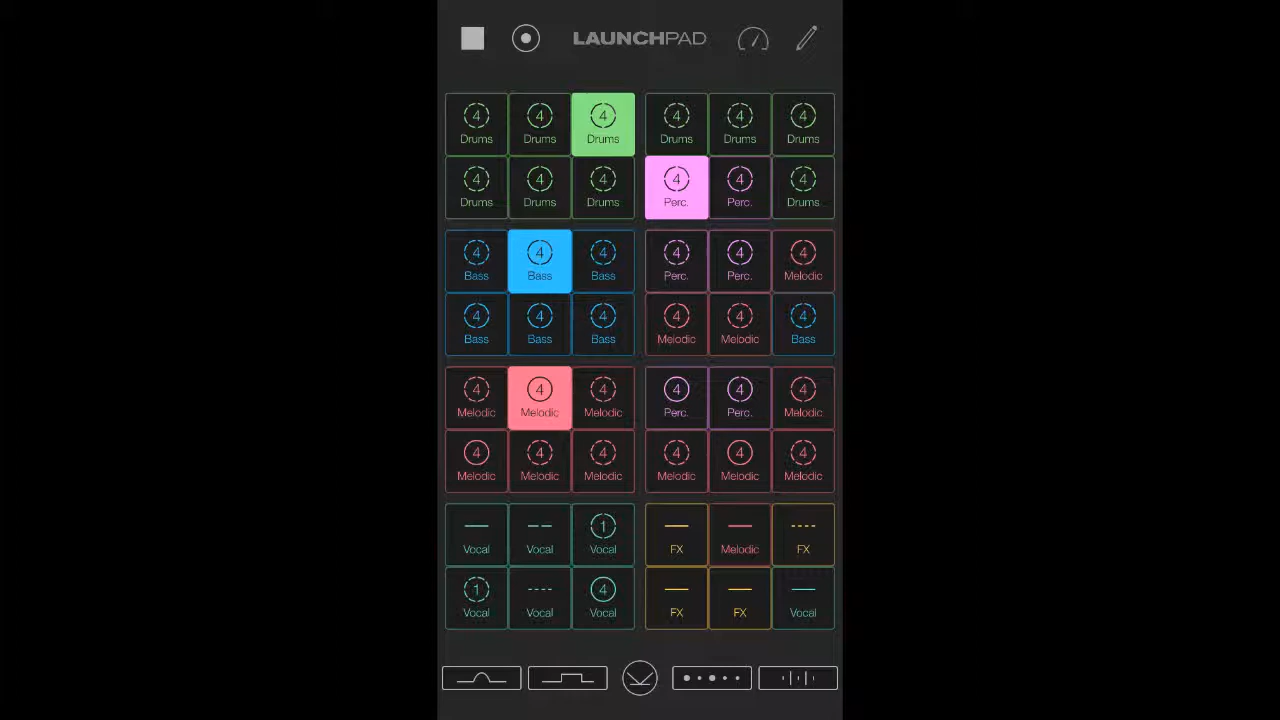 LAUNCHPAD
4 4 4 4 4 4
Drums Drums Drums Drums Drums Drums
4 4 4 4 4 4
Drums Drums Drums Perc. Perc. Drums
4 4 4 4 4 4
Bass Bass Bass Perc. Perc. Melodic
4 4 4 4 4 4
Bass Bass Bass Melodic Melodic Bass
4 4 4 4 4 4
Melodic Melodic Melodic Perc. Perc. Melodic
4 4 4 4 4 4
Melodic Melodic Melodic Melodic Melodic Melodic
1
Vocal Vocal Vocal FX Melodic FX
1 4
Vocal Vocal Vocal FX FX Vocal